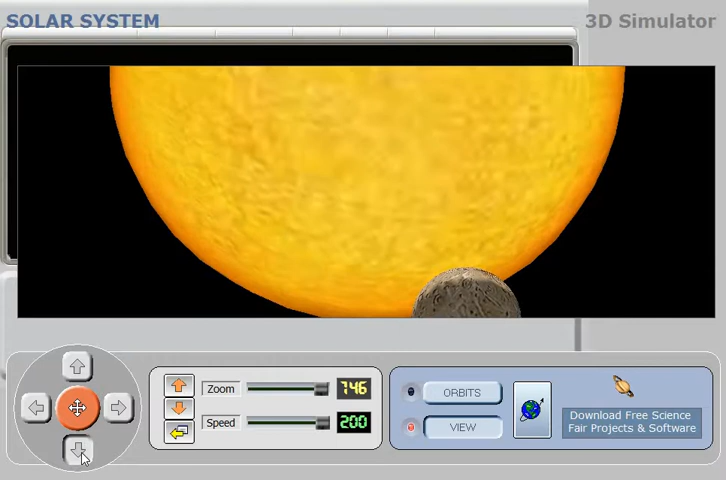 SOLAR SYSTEM
3D Simulator
Zoom
746
Speed
200
ORBITS
VIEW
Download Free Science
Fair Projects & Software